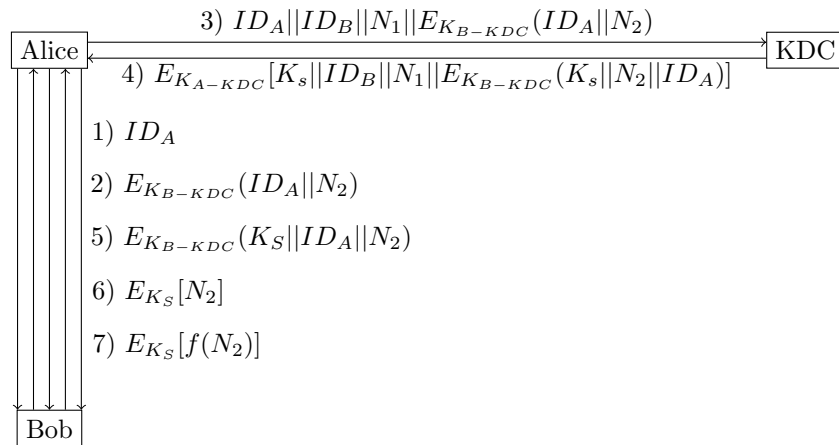 3) $ID_A||ID_B||N_1||E_{K_{B-KDC}}(ID_A||N_2)$
Alice
KDC
4) $E_{K_{A-KDC}}[K_s||ID_B||N_1||E_{K_{B-KDC}}(K_s||N_2||ID_A)]$
1) $ID_A$
2) $E_{K_{B-KDC}}(ID_A||N_2)$
5) $E_{K_{B-KDC}}(K_S||ID_A||N_2)$
6) $E_{K_S}[N_2]$
7) $E_{K_S}[f(N_2)]$
Bob